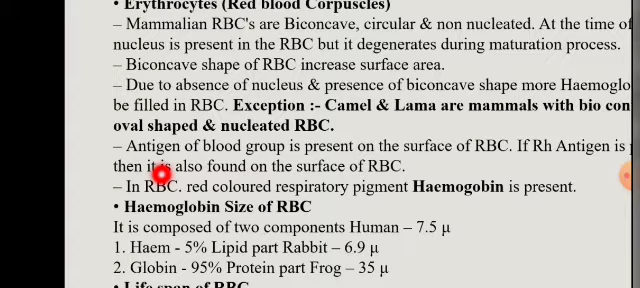 • Erythrocytes (Red blood Corpuscles)
– Mammalian RBC's are Biconcave, circular & non nucleated. At the time of
nucleus is present in the RBC but it degenerates during maturation process.
– Biconcave shape of RBC increase surface area.
– Due to absence of nucleus & presence of biconcave shape more Haemoglo
be filled in RBC. Exception :- Camel & Lama are mammals with bio con
oval shaped & nucleated RBC.
– Antigen of blood group is present on the surface of RBC. If Rh Antigen is
then it is also found on the surface of RBC.
– In RBC. red coloured respiratory pigment Haemogobin is present.
• Haemoglobin Size of RBC
It is composed of two components Human – 7.5 μ
1. Haem - 5% Lipid part Rabbit – 6.9 μ
2. Globin - 95% Protein part Frog – 35 μ
• Life span of RBC